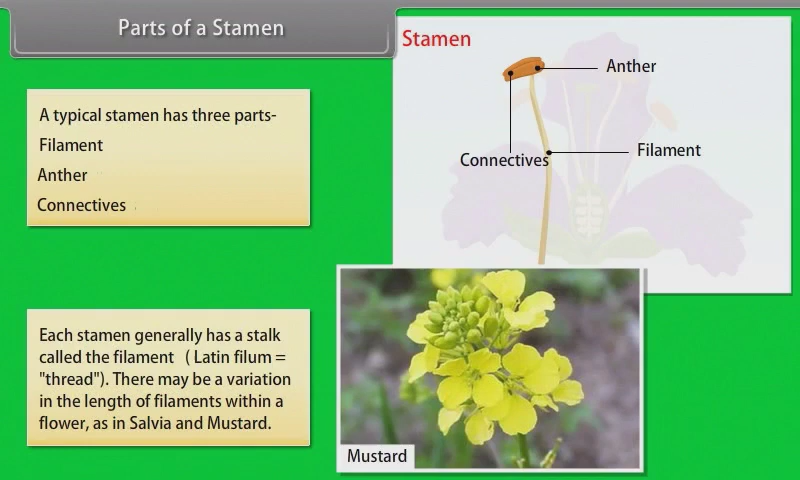 Parts of a Stamen
Stamen
Anther
Connectives
Filament
A typical stamen has three parts-
Filament
Anther
Connectives
Each stamen generally has a stalk
called the filament ( Latin filum =
"thread"). There may be a variation
in the length of filaments within a
flower, as in Salvia and Mustard.
Mustard